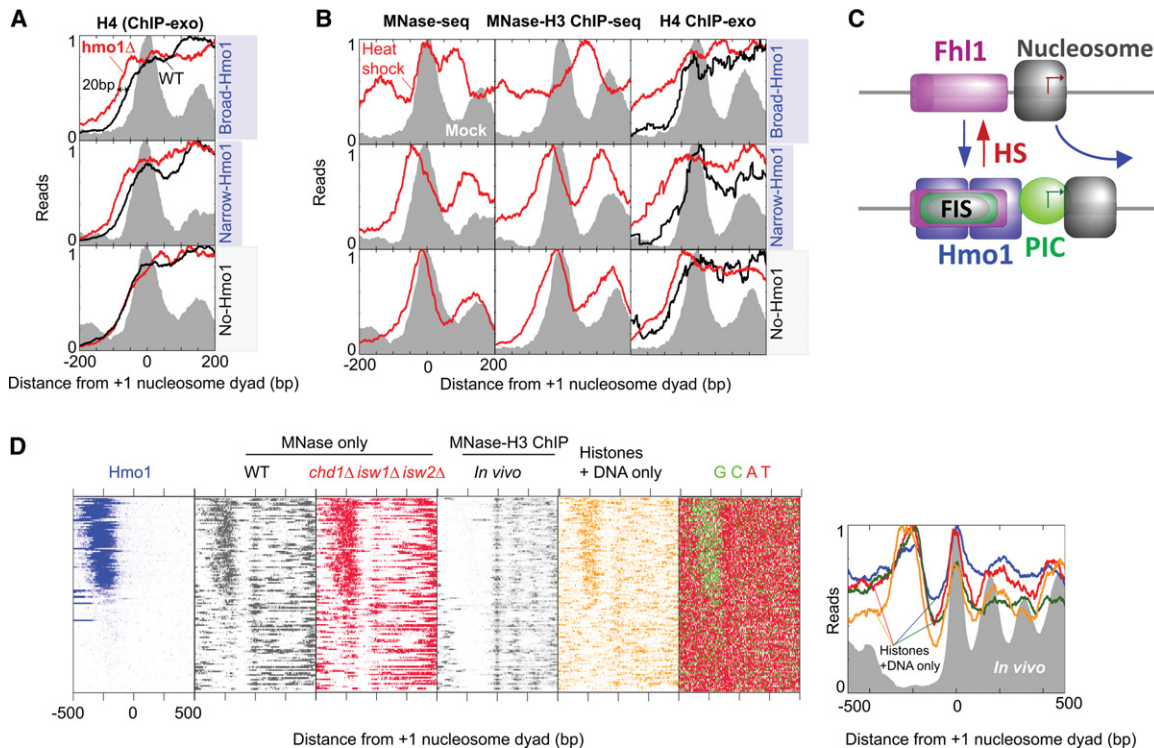 A
H4 (ChIP-exo)
hmo1Δ
WT
20bp
Broad-Hmo1
Narrow-Hmo1
No-Hmo1
Reads
1
0
1
0
1
0
-200
0
200
Distance from +1 nucleosome dyad (bp)
B
MNase-seq
MNase-H3 ChIP-seq
H4 ChIP-exo
Heat
shock
Mock
Broad-Hmo1
Narrow-Hmo1
No-Hmo1
Reads
1
0
1
0
1
0
-200
0
200
Distance from +1 nucleosome dyad (bp)
C
Fhl1
Nucleosome
HS
FIS
Hmo1
PIC
D
MNase only
MNase-H3 ChIP
Hmo1
WT
chd1Δ isw1Δ isw2Δ
In vivo
Histones
+ DNA only
G C A T
-500
0
500
Distance from +1 nucleosome dyad (bp)
1
Reads
0
Histones
+DNA only
In vivo
-500
0
500
Distance from +1 nucleosome dyad (bp)